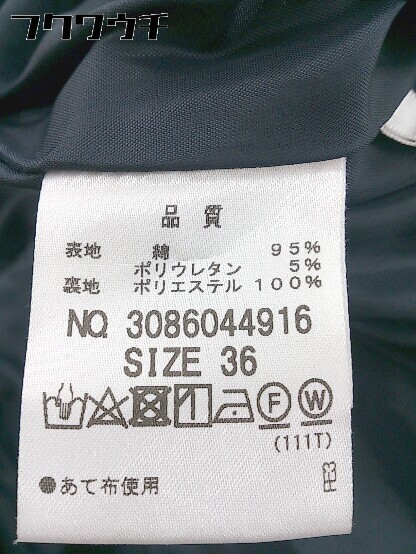 フクワウチ
品質
表地 綿 95%
ポリウレタン 5%
裏地 ポリエステル 100%
NO. 3086044916
SIZE 36
F W
(111T)
●あて布使用